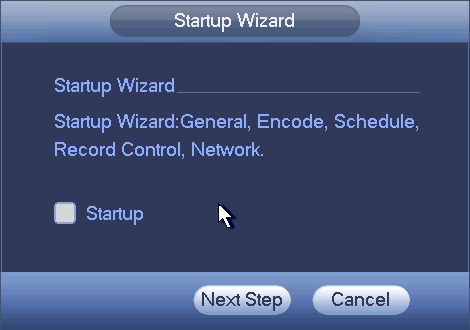 Startup Wizard
Startup Wizard
Startup Wizard:General, Encode, Schedule,
Record Control, Network.
Startup
Next Step Cancel